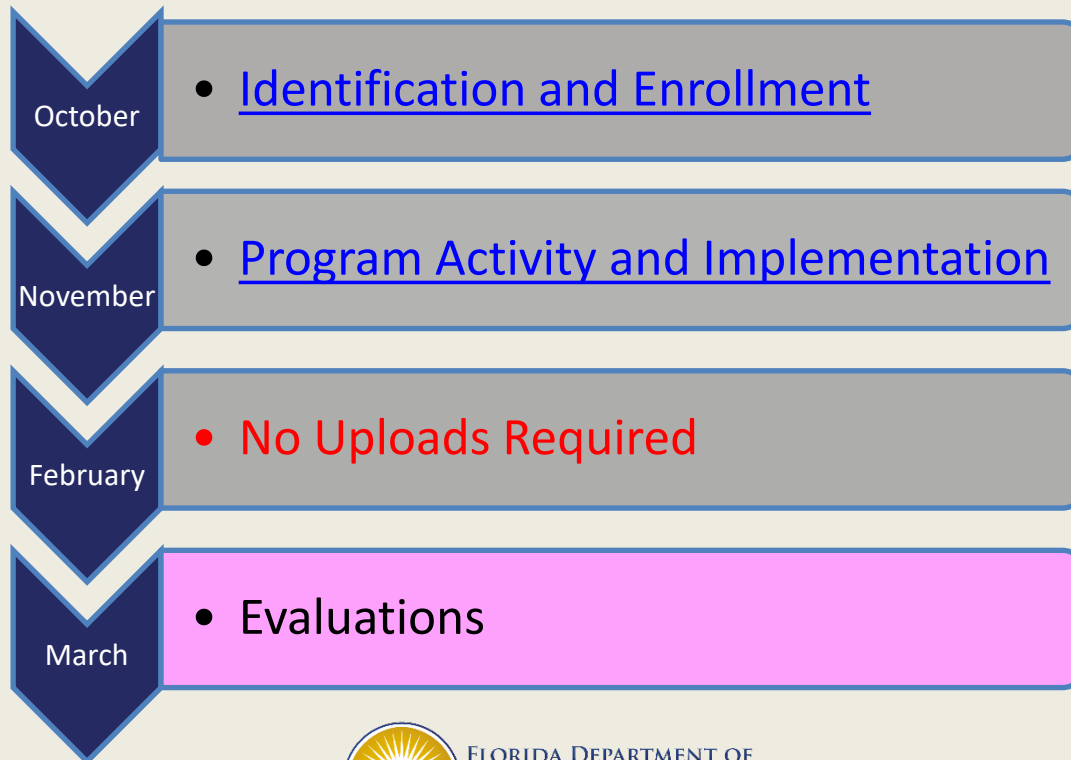 October
• Identification and Enrollment
November
• Program Activity and Implementation
February
• No Uploads Required
March
• Evaluations
FLORIDA DEPARTMENT OF